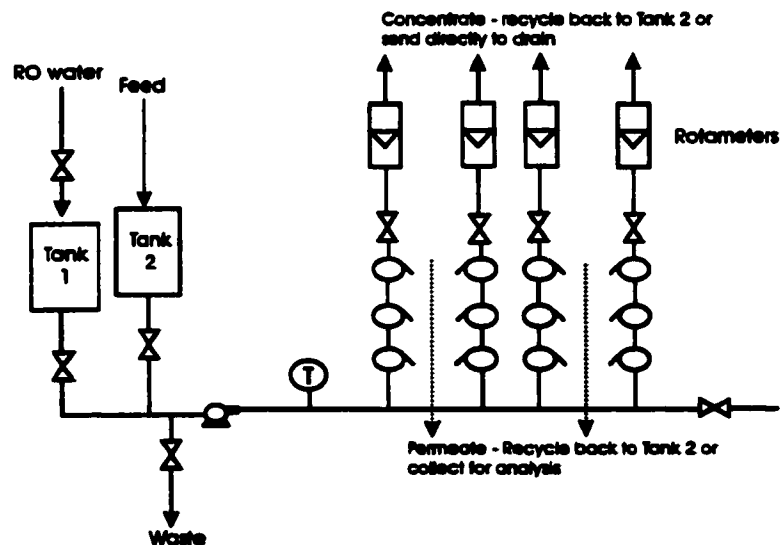 Concentrate - recycle back to Tank 2 or
send directly to drain
RO water
Feed
Rotameters
Tank
1
Tank
2
T
Permeate - Recycle back to Tank 2 or
collect for analysis
Waste